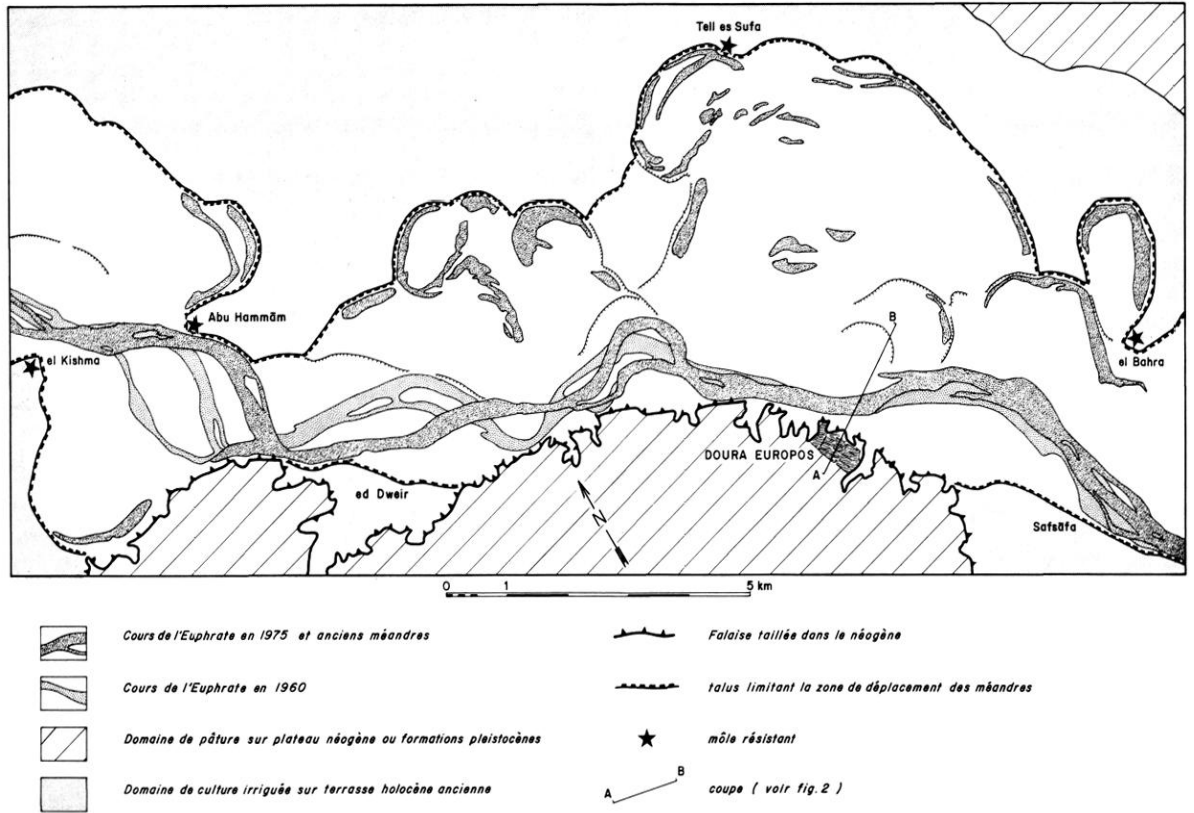 Tell es Sufa
Abu Hammām
el Kishma
el Bahra
B
DOURA EUROPOS
A
ed Dweir
N
Safsāfa
0 1 5 km
Cours de l'Euphrate en 1975 et anciens méandres
Falaise taillée dans le néogène
Cours de l'Euphrate en 1960
talus limitant la zone de déplacement des méandres
Domaine de pâture sur plateau néogène ou formations pleistocènes
môle résistant
Domaine de culture irriguée sur terrasse holocène ancienne
A B
coupe ( voir fig. 2 )